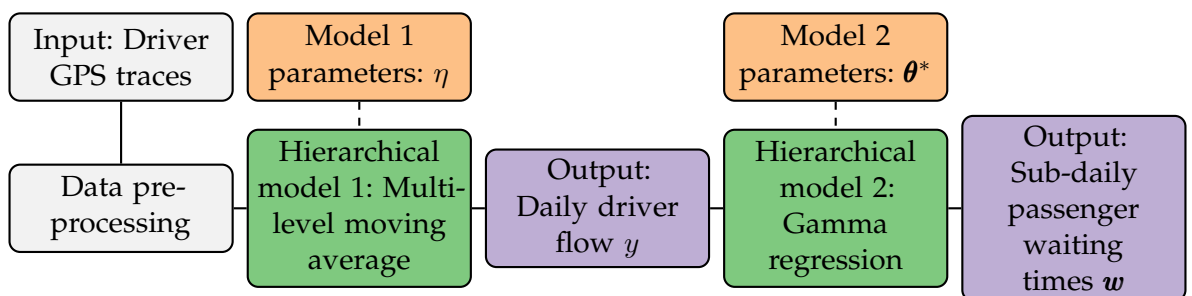 Input: Driver
GPS traces
Model 1
parameters: η
Model 2
parameters: θ*
Data pre-
processing
Hierarchical
model 1: Multi-
level moving
average
Output:
Daily driver
flow y
Hierarchical
model 2:
Gamma
regression
Output:
Sub-daily
passenger
waiting
times w